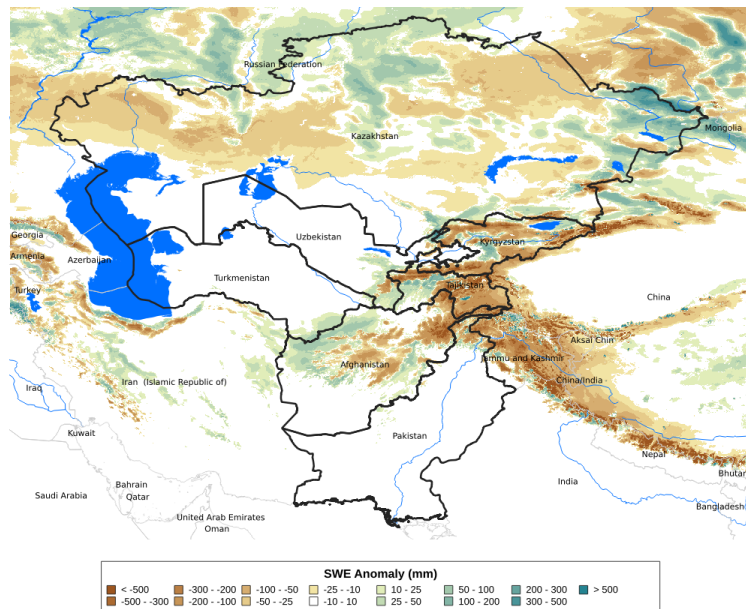 Russian Federation
Kazakhstan
Mongolia
Georgia
Armenia
Azerbaijan
Turkey
Uzbekistan
Kyrgyzstan
Turkmenistan
Tajikistan
China
Aksai Chin
Jammu and Kashmir
Afghanistan
Iran (Islamic Republic of)
China/India
Iraq
Kuwait
Pakistan
Nepal
Bhutan
Saudi Arabia
Bahrain
Qatar
India
United Arab Emirates
Oman
Bangladesh
SWE Anomaly (mm)
< -500 -300 - -200 -100 - -50 -25 - -10 10 - 25 50 - 100 200 - 300 > 500
-500 - -300 -200 - -100 -50 - -25 -10 - 10 25 - 50 100 - 200 300 - 500